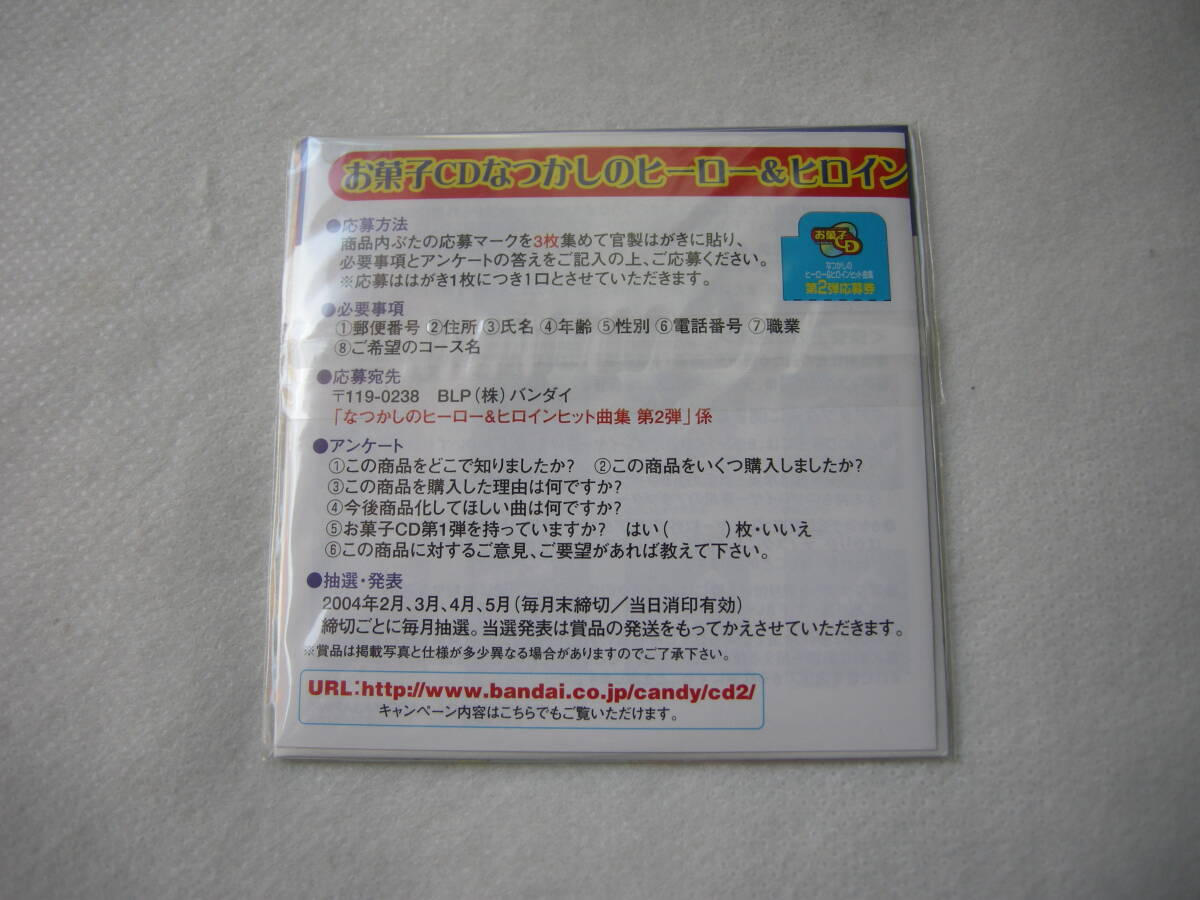 お菓子CDなつかしのヒーロー&ヒロイン
●応募方法
商品内ぶたの応募マークを3枚集めて官製はがきに貼り、
必要事項とアンケートの答えをご記入の上、ご応募ください。
※応募ははがき1枚につき1口とさせていただきます。
お菓子CD
なつかしの
ヒーロー&ヒロインヒット曲集
第2弾応募券
●必要事項
①郵便番号 ②住所 ③氏名 ④年齢 ⑤性別 ⑥電話番号 ⑦職業
⑧ご希望のコース名
●応募宛先
〒119-0238 BLP(株)バンダイ
「なつかしのヒーロー&ヒロインヒット曲集 第2弾」係
●アンケート
①この商品をどこで知りましたか? ②この商品をいくつ購入しましたか?
③この商品を購入した理由は何ですか?
④今後商品化してほしい曲は何ですか?
⑤お菓子CD第1弾を持っていますか? はい( )枚・いいえ
⑥この商品に対するご意見、ご要望があれば教えて下さい。
●抽選・発表
2004年2月、3月、4月、5月(毎月末締切/当日消印有効)
締切ごとに毎月抽選。当選発表は賞品の発送をもってかえさせていただきます。
※賞品は掲載写真と仕様が多少異なる場合がありますのでご了承下さい。
URL:http://www.bandai.co.jp/candy/cd2/
キャンペーン内容はこちらでもご覧いただけます。